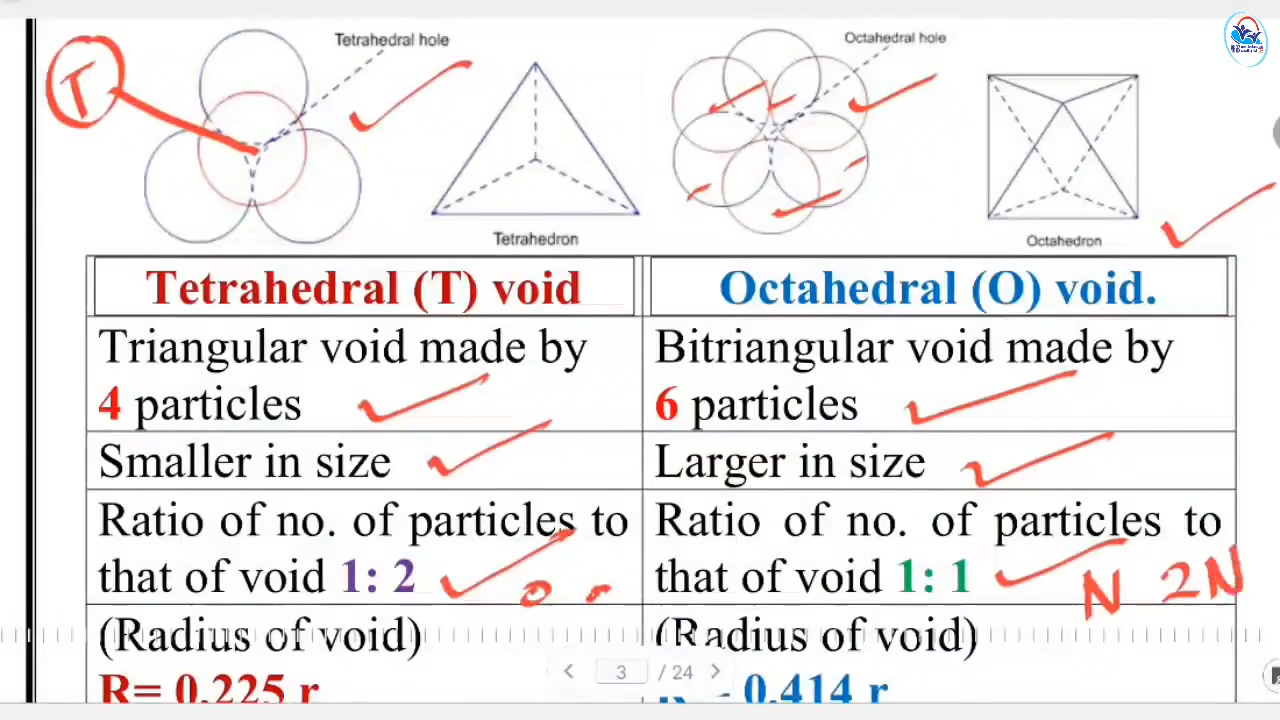 Tetrahedral hole
Octahedral hole
T
Tetrahedron
Octahedron
Tetrahedral (T) void
Octahedral (O) void.
Triangular void made by
4 particles
Bitriangular void made by
6 particles
Smaller in size
Larger in size
Ratio of no. of particles to
that of void 1: 2
Ratio of no. of particles to
that of void 1: 1
N 2N
(Radius of void)
R= 0.225 r
(Radius of void)
0.414 r
3 / 24